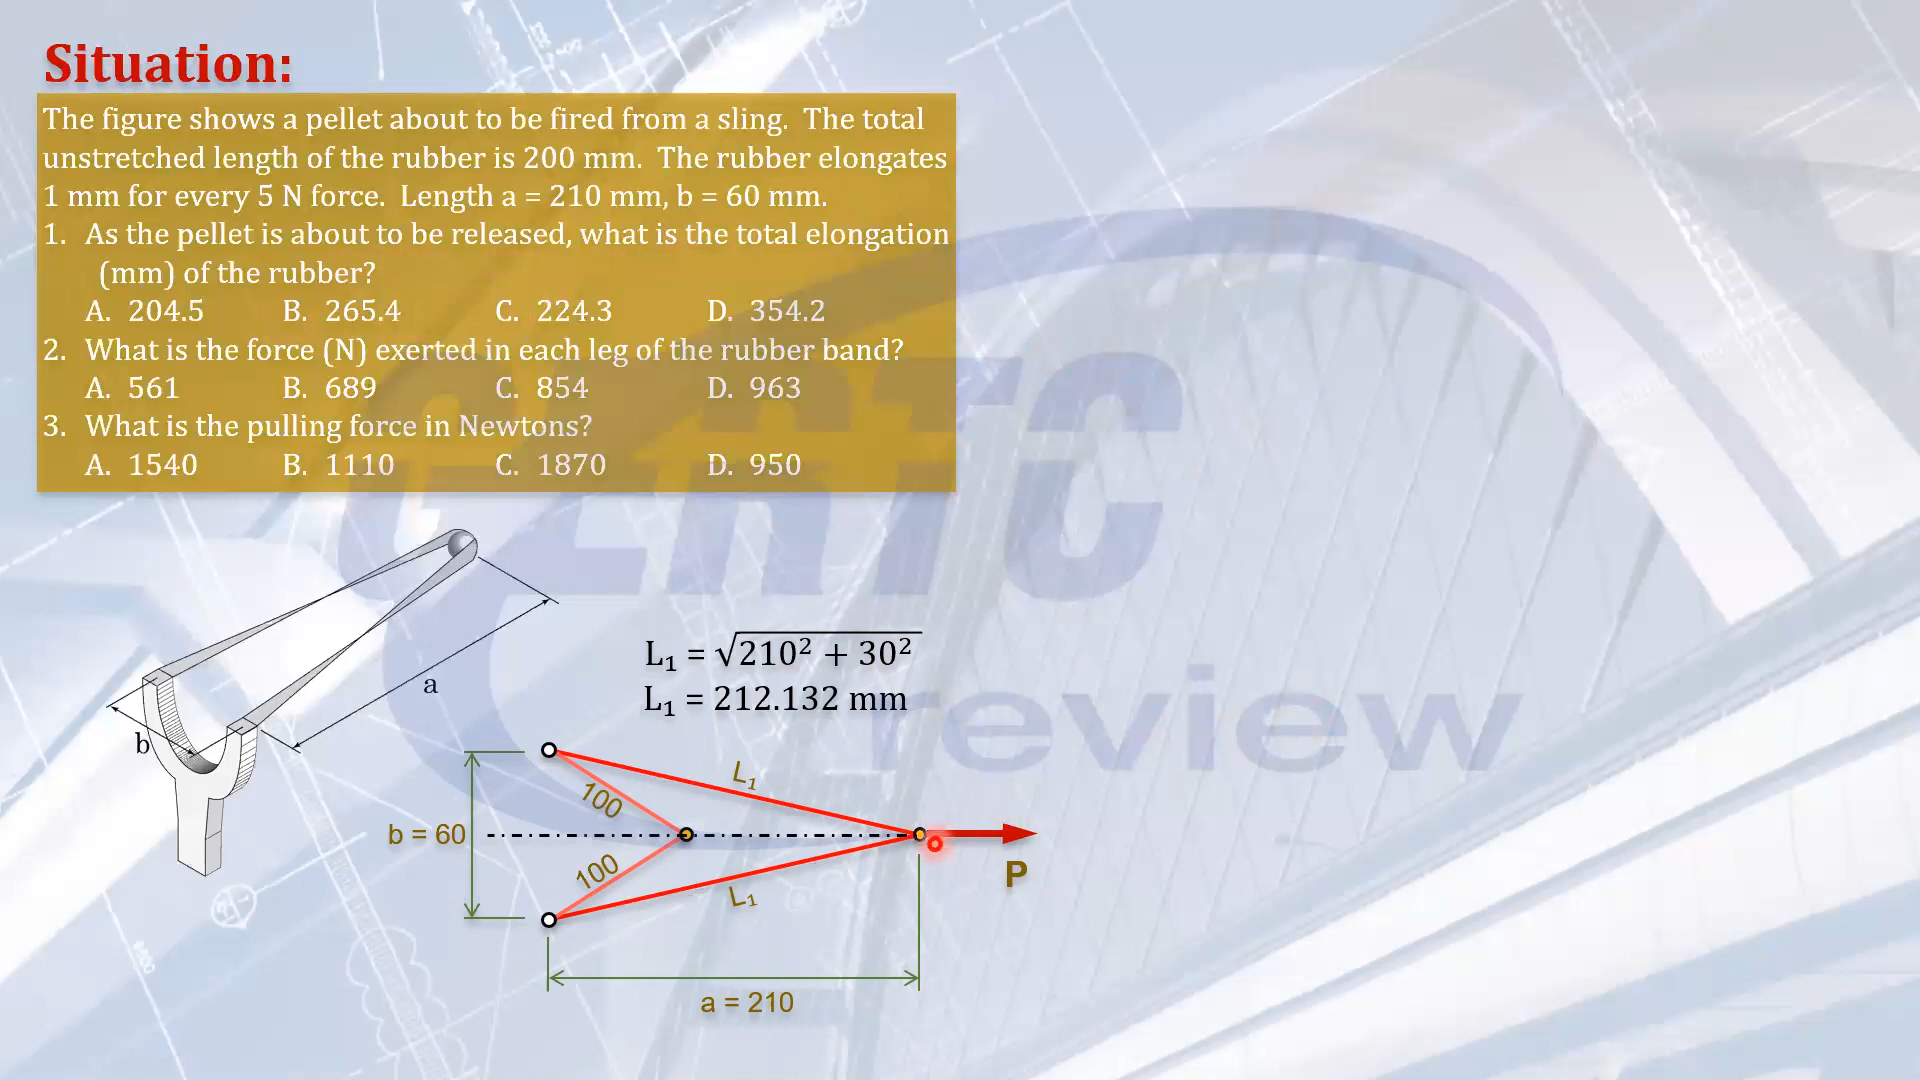 Situation:
The figure shows a pellet about to be fired from a sling. The total
unstretched length of the rubber is 200 mm. The rubber elongates
1 mm for every 5 N force. Length a = 210 mm, b = 60 mm.
1. As the pellet is about to be released, what is the total elongation
(mm) of the rubber?
A. 204.5 B. 265.4 C. 224.3 D. 354.2
2. What is the force (N) exerted in each leg of the rubber band?
A. 561 B. 689 C. 854 D. 963
3. What is the pulling force in Newtons?
A. 1540 B. 1110 C. 1870 D. 950
CERTC
review
a
b
L₁ = √210² + 30²
L₁ = 212.132 mm
L₁
100
b = 60
100
L₁
P
a = 210